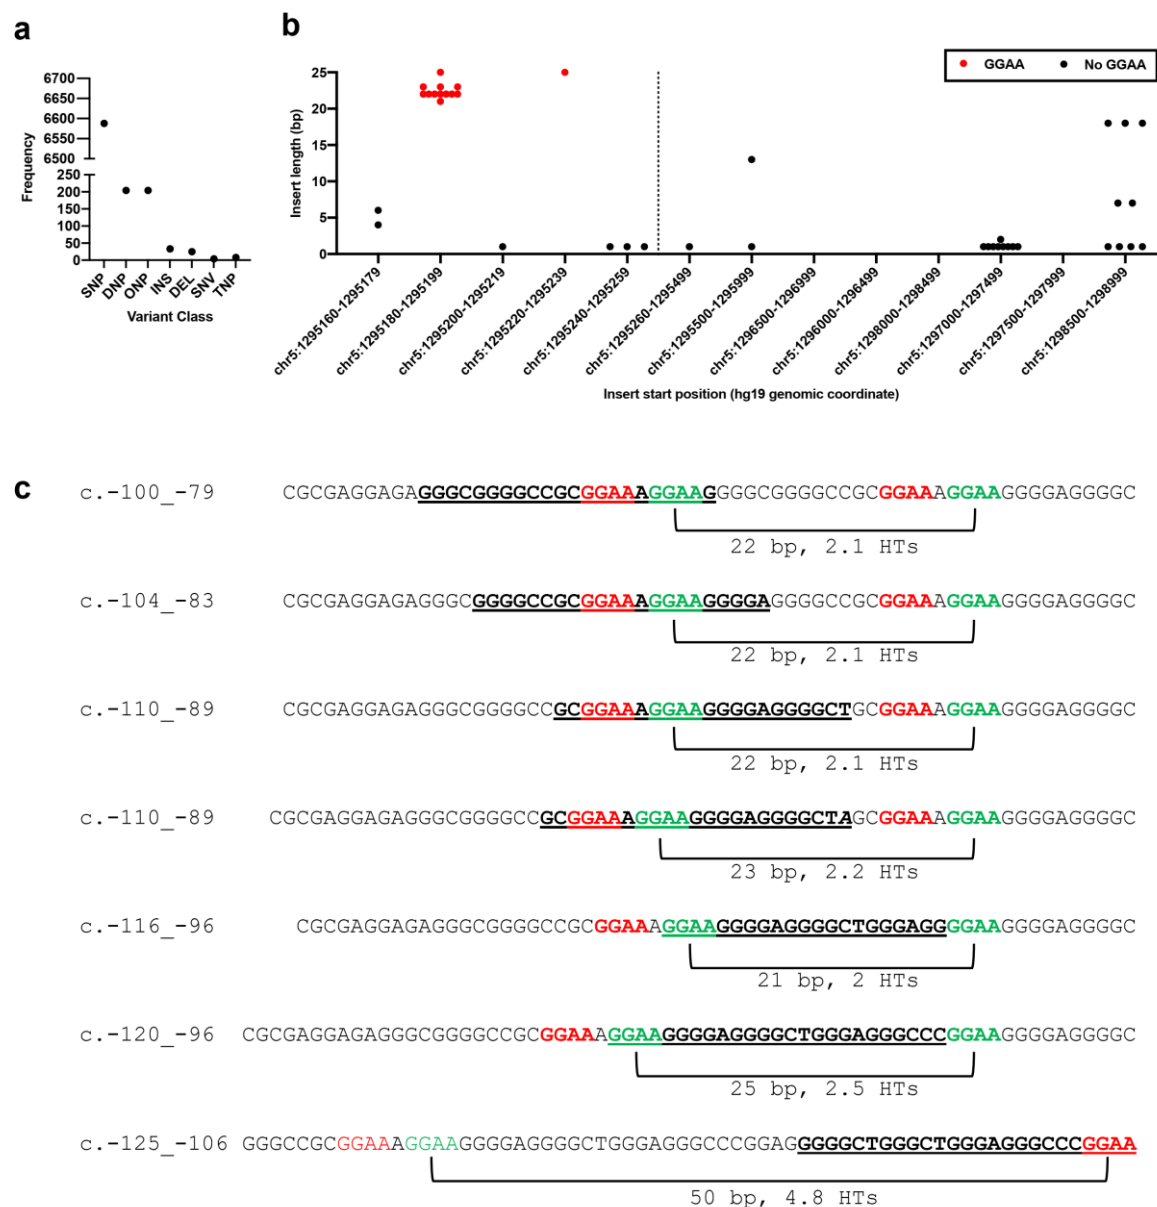 a
6700
6650
6600
6550
6500
250
200
150
100
50
0
Frequency
SNP
DNP
ONP
INS
DEL
SNV
TNP
Variant Class
b
GGAA
No GGAA
25
20
15
10
5
0
Insert length (bp)
chr5:1295160-1295179
chr5:1295180-1295199
chr5:1295200-1295219
chr5:1295220-1295239
chr5:1295240-1295259
chr5:1295260-1295499
chr5:1295500-1295999
chr5:1296500-1296999
chr5:1296000-1296499
chr5:1298000-1298499
chr5:1297000-1297499
chr5:1297500-1297999
chr5:1298500-1298999
Insert start position (hg19 genomic coordinate)
c
c.-100_-79 CGCGAGGAGAGGGCGGGGCCGCGGAAAGGAAGGGGCGGGGCCGCGGAAAGGAAGGGGAGGGGC
22 bp, 2.1 HTs
c.-104_-83 CGCGAGGAGAGGGCGGGGCCGCGGAAAGGAAGGGGAGGGGCCGCGGAAAGGAAGGGGAGGGGC
22 bp, 2.1 HTs
c.-110_-89 CGCGAGGAGAGGGCGGGGCCGCGGAAAGGAAGGGGAGGGGCTGCGGAAAGGAAGGGGAGGGGC
22 bp, 2.1 HTs
c.-110_-89 CGCGAGGAGAGGGCGGGGCCGCGGAAAGGAAGGGGAGGGGCTAGCGGAAAGGAAGGGGAGGGGC
23 bp, 2.2 HTs
c.-116_-96 CGCGAGGAGAGGGCGGGGCCGCGGAAAGGAAGGGGAGGGGCTGGGAGGGGAAGGGGAGGGGC
21 bp, 2 HTs
c.-120_-96 CGCGAGGAGAGGGCGGGGCCGCGGAAAGGAAGGGGAGGGGCTGGGAGGGCCCGGAAGGGGAGGGGC
25 bp, 2.5 HTs
c.-125_-106 GGGCCGCGGAAAGGAAGGGGAGGGGCTGGGAGGGCCCGGAGGGGGCTGGGCTGGGAGGGCCCGGAA
50 bp, 4.8 HTs